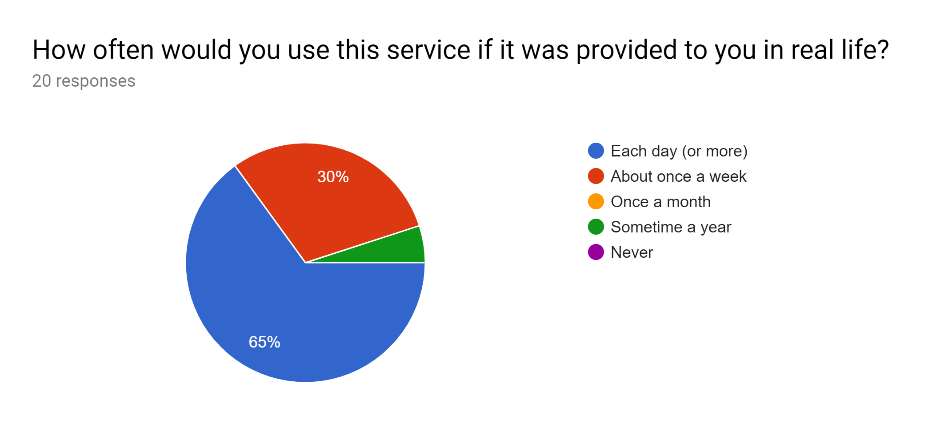 How often would you use this service if it was provided to you in real life?
20 responses
30%
65%
Each day (or more)
About once a week
Once a month
Sometime a year
Never